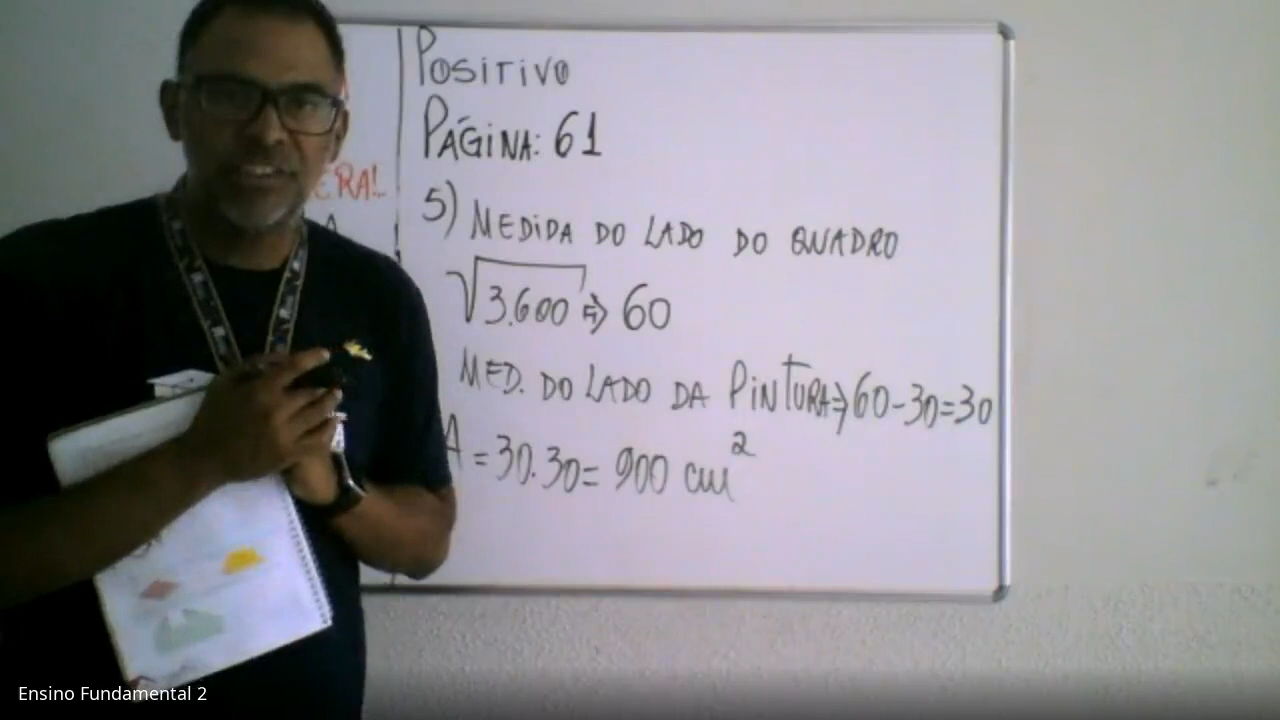 POSITIVO
PÁGINA: 61
ERA!..
A
5) MEDIDA DO LADO DO QUADRO
√3.600 => 60
MED. DO LADO DA PINTURA => 60-30=30
A = 30.30 = 900 cm²
Ensino Fundamental 2